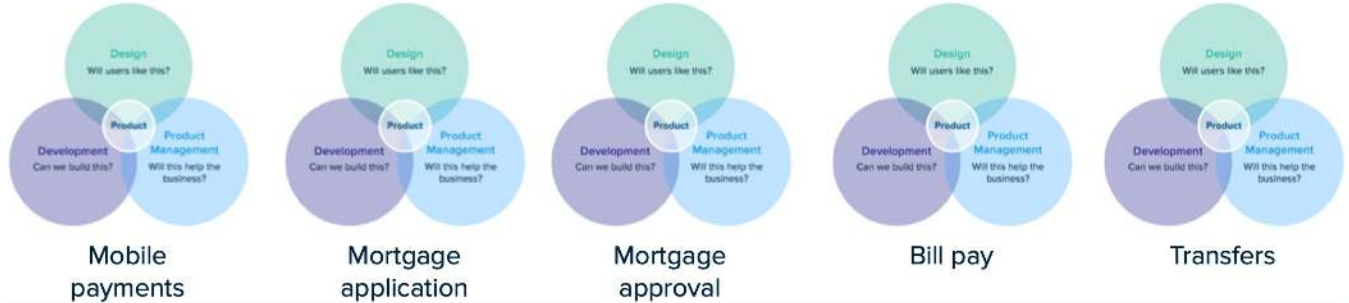 Design
Will users like this?
Product
Development
Can we build this?
Product
Management
Will this help the
business?
Mobile
payments
Design
Will users like this?
Product
Development
Can we build this?
Product
Management
Will this help the
business?
Mortgage
application
Design
Will users like this?
Product
Development
Can we build this?
Product
Management
Will this help the
business?
Mortgage
approval
Design
Will users like this?
Product
Development
Can we build this?
Product
Management
Will this help the
business?
Bill pay
Design
Will users like this?
Product
Development
Can we build this?
Product
Management
Will this help the
business?
Transfers